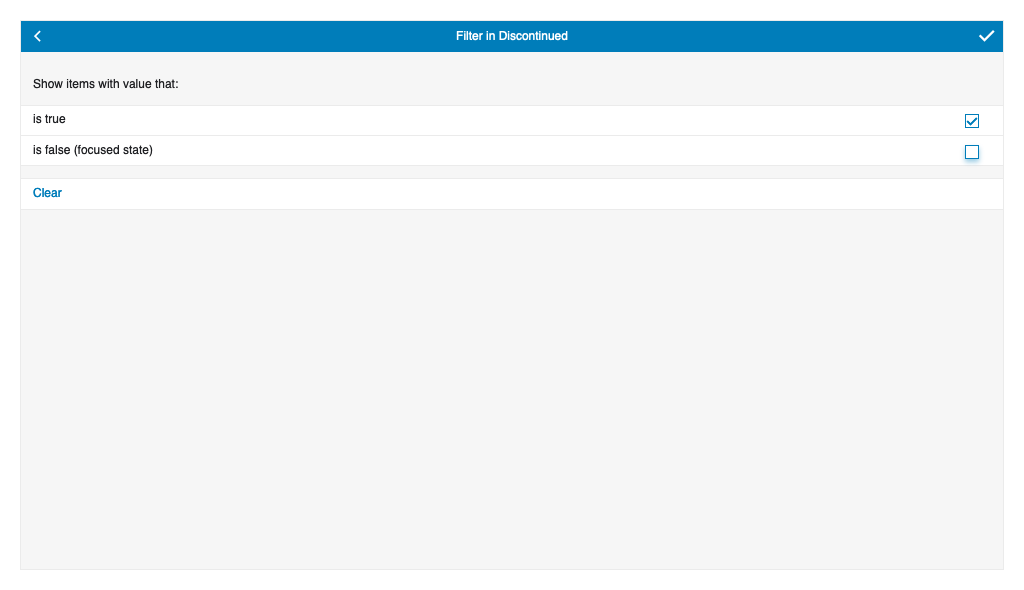 Filter in Discontinued
Show items with value that:
is true
is false (focused state)
Clear